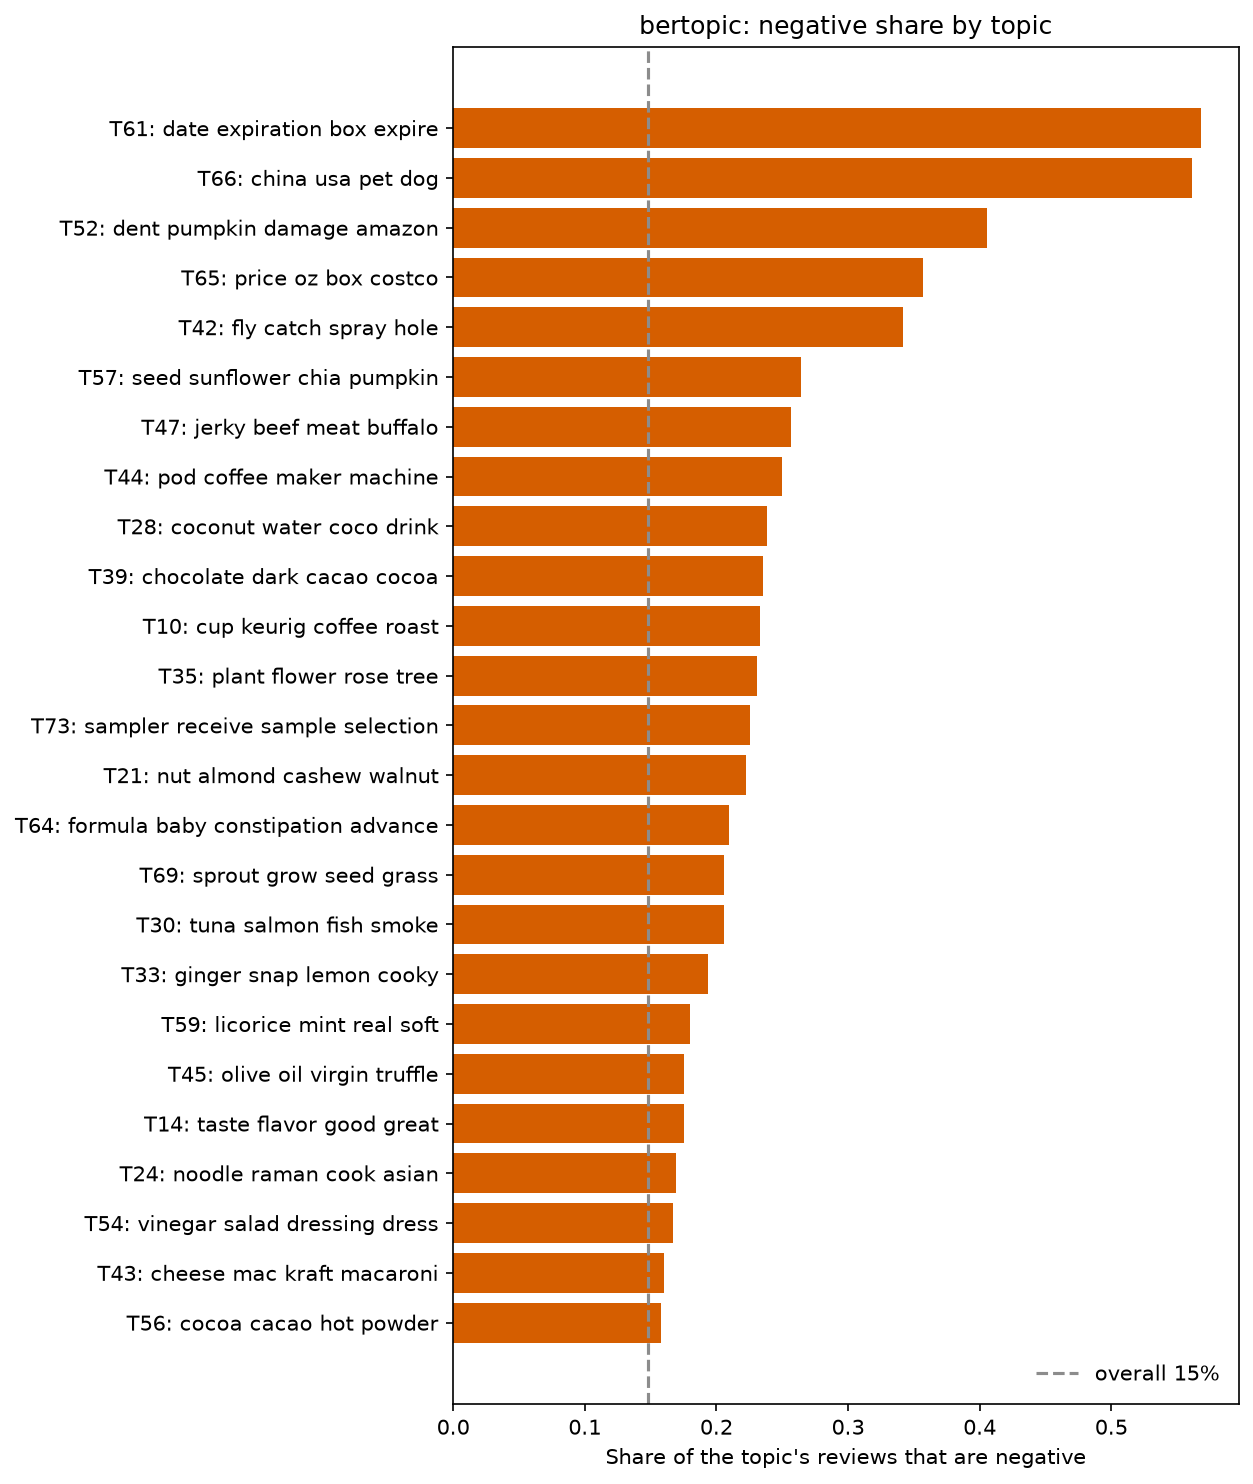 bertopic: negative share by topic
T61: date expiration box expire
T66: china usa pet dog
T52: dent pumpkin damage amazon
T65: price oz box costco
T42: fly catch spray hole
T57: seed sunflower chia pumpkin
T47: jerky beef meat buffalo
T44: pod coffee maker machine
T28: coconut water coco drink
T39: chocolate dark cacao cocoa
T10: cup keurig coffee roast
T35: plant flower rose tree
T73: sampler receive sample selection
T21: nut almond cashew walnut
T64: formula baby constipation advance
T69: sprout grow seed grass
T30: tuna salmon fish smoke
T33: ginger snap lemon cooky
T59: licorice mint real soft
T45: olive oil virgin truffle
T14: taste flavor good great
T24: noodle raman cook asian
T54: vinegar salad dressing dress
T43: cheese mac kraft macaroni
T56: cocoa cacao hot powder
overall 15%
0.0 0.1 0.2 0.3 0.4 0.5
Share of the topic's reviews that are negative